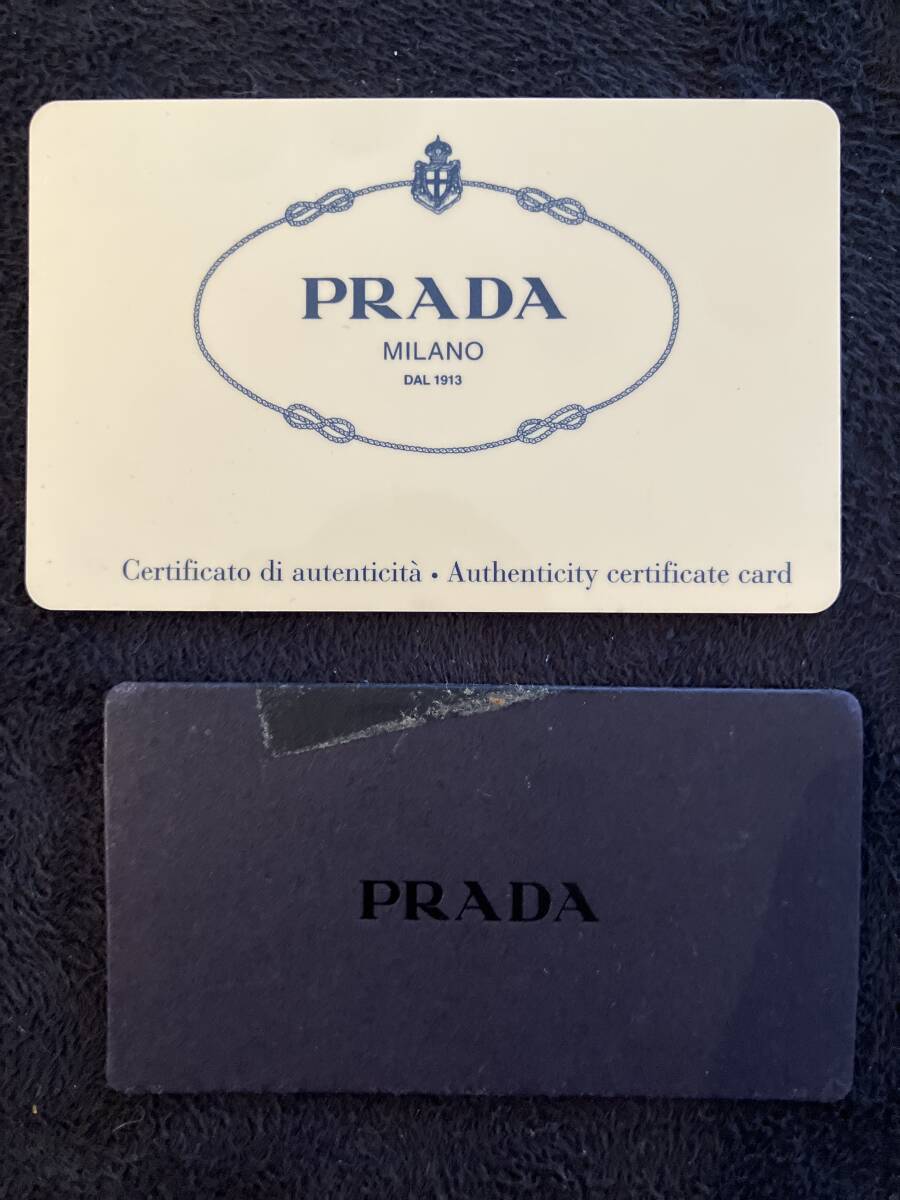 PRADA
MILANO
DAL 1913
Certificato di autenticità • Authenticity certificate card
PRADA